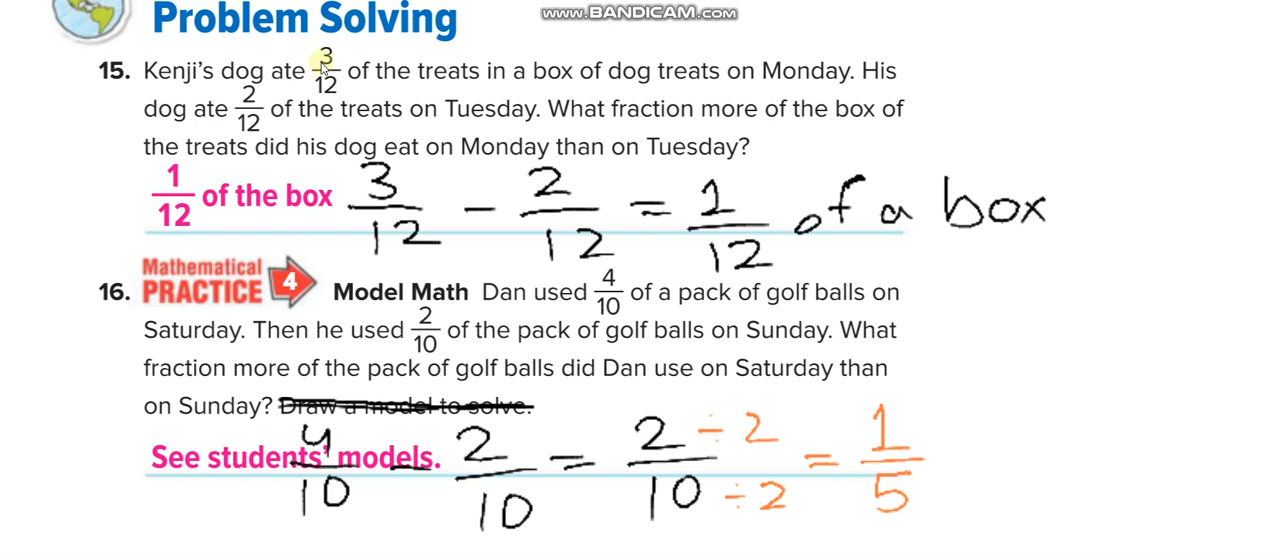 www.BANDICAM.com
Problem Solving
15. Kenji's dog ate 3/12 of the treats in a box of dog treats on Monday. His
dog ate 2/12 of the treats on Tuesday. What fraction more of the box of
the treats did his dog eat on Monday than on Tuesday?
1/12 of the box 3/12 - 2/12 = 1/12 of a box
16. Mathematical PRACTICE 4 Model Math Dan used 4/10 of a pack of golf balls on
Saturday. Then he used 2/10 of the pack of golf balls on Sunday. What
fraction more of the pack of golf balls did Dan use on Saturday than
on Sunday? Draw a model to solve.
See students' models. 4/10 - 2/10 = 2/10 ÷2/÷2 = 1/5